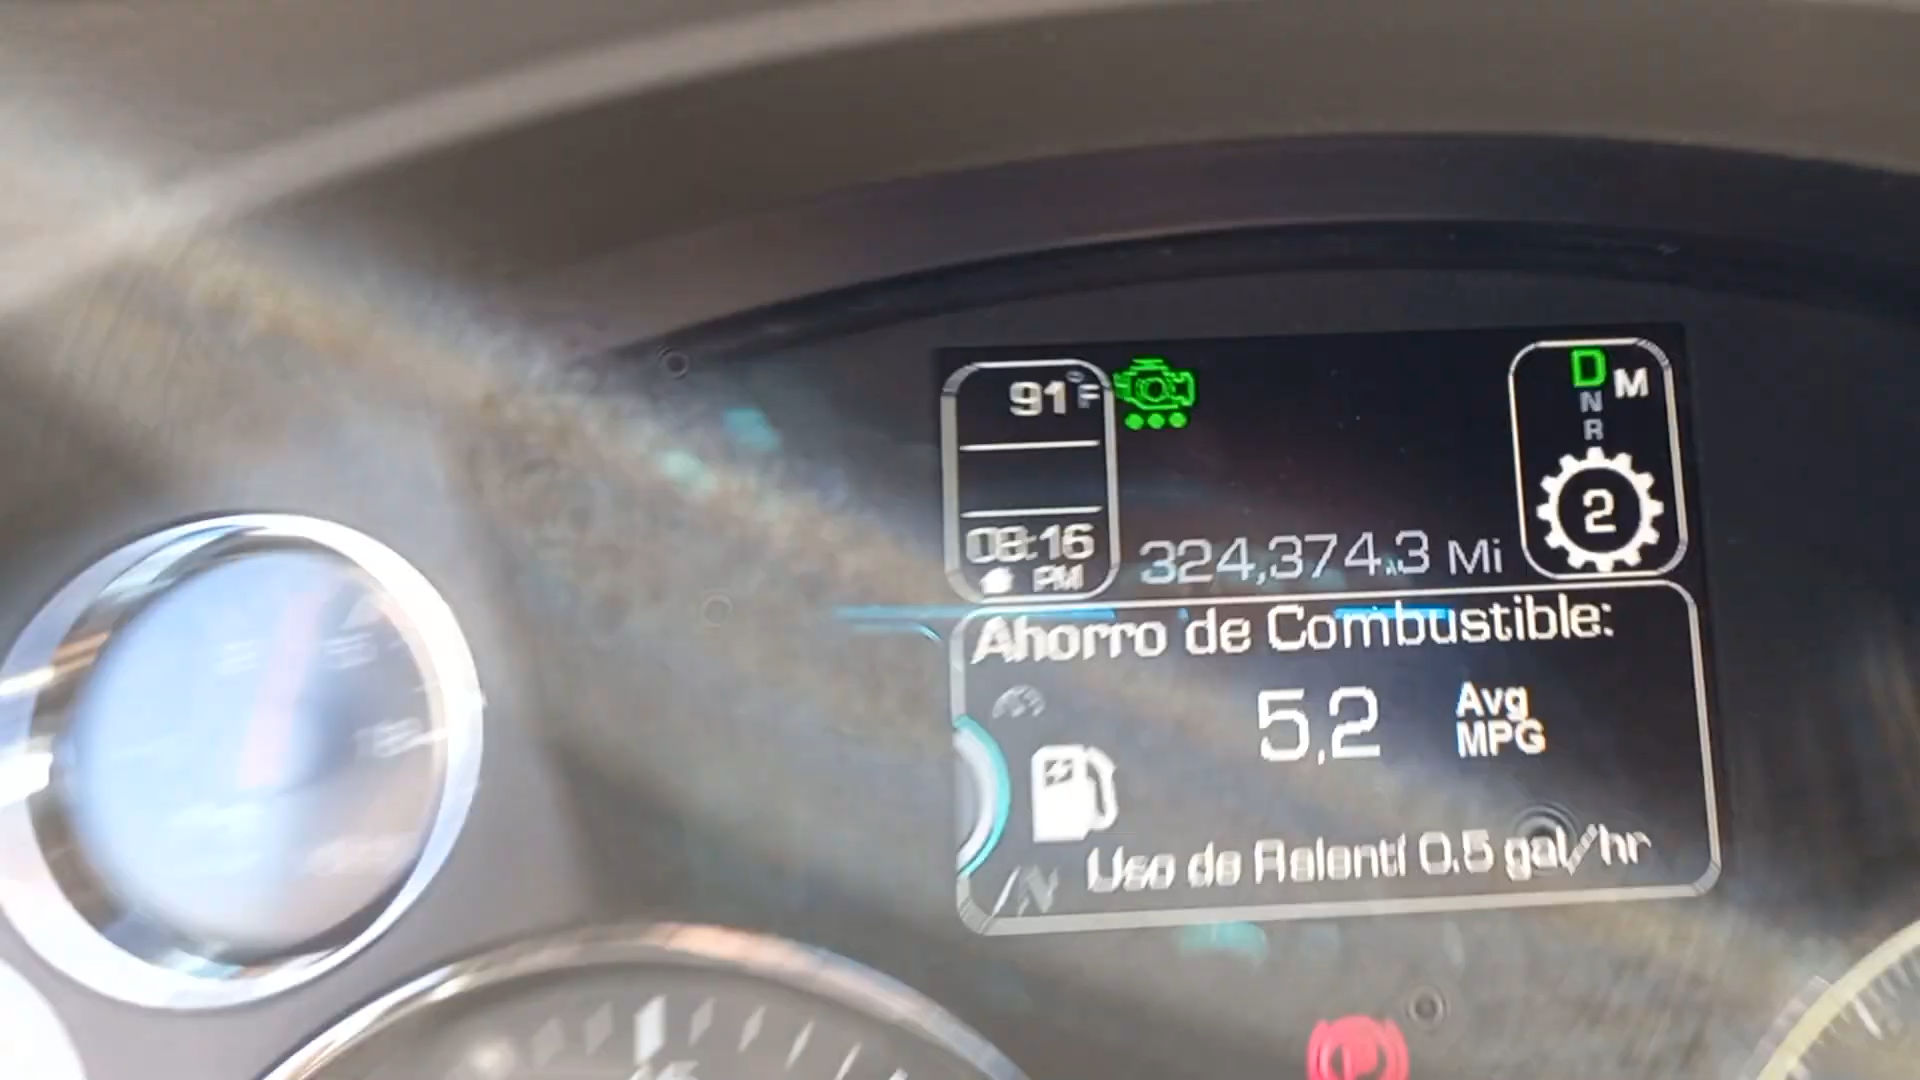 91°F
D M
N
R
2
08:16
PM
324,374.3 Mi
Ahorro de Combustible:
5,2
Avg
MPG
Uso de Ralentí 0.5 gal/hr
P